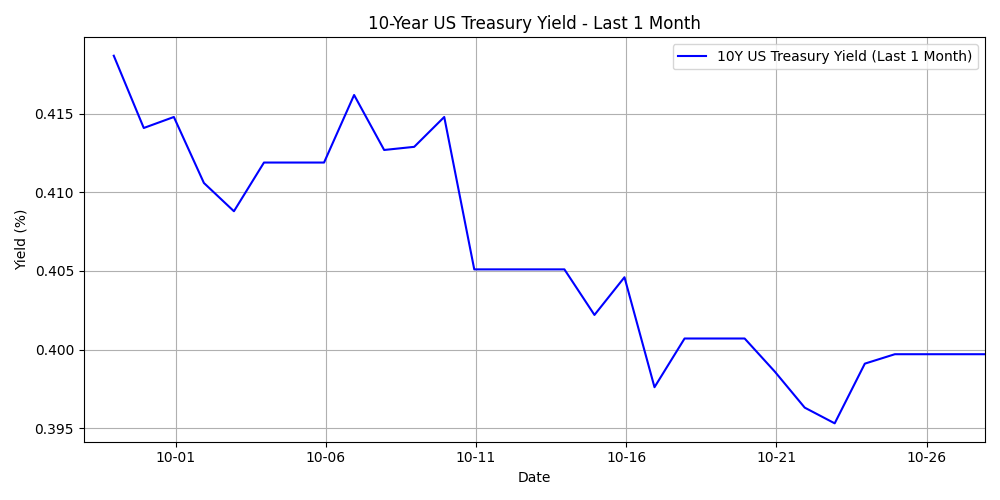 10-Year US Treasury Yield - Last 1 Month
10Y US Treasury Yield (Last 1 Month)
0.415
0.410
0.405
0.400
0.395
Yield (%)
10-01
10-06
10-11
10-16
10-21
10-26
Date